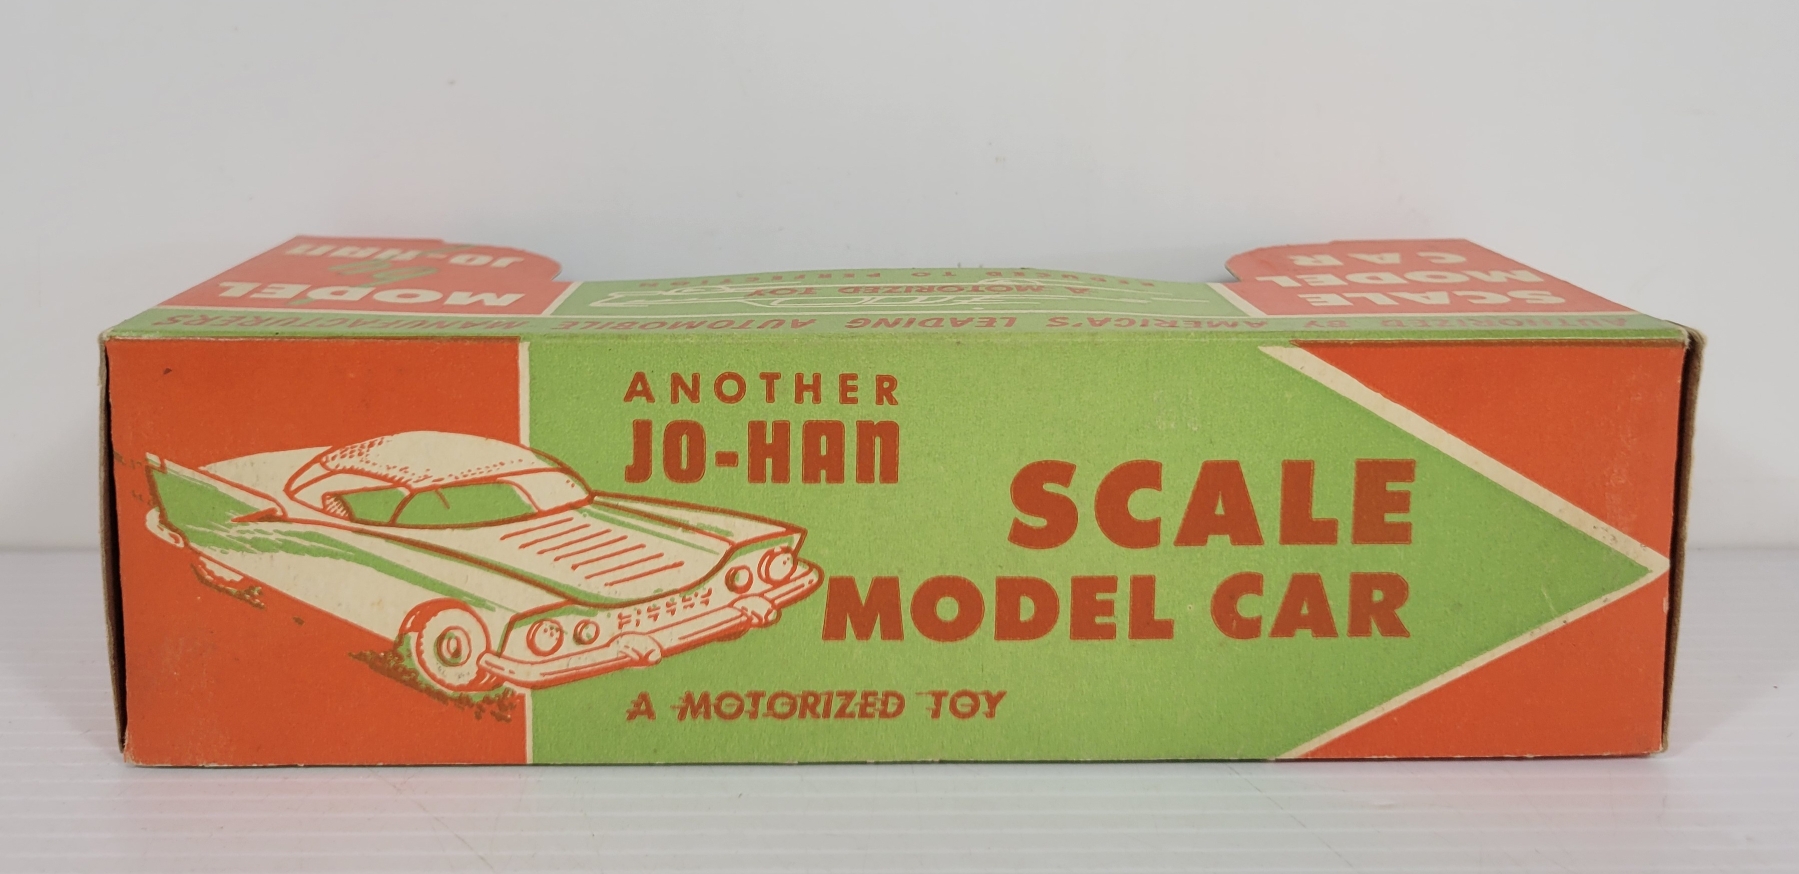 MODEL
by
JO-HAN
A MOTORIZED TOY
SCALE
MODEL
CAR
AUTHORIZED BY AMERICA'S LEADING AUTOMOBILE MANUFACTURERS
ANOTHER
JO-HAN
SCALE
MODEL CAR
A MOTORIZED TOY